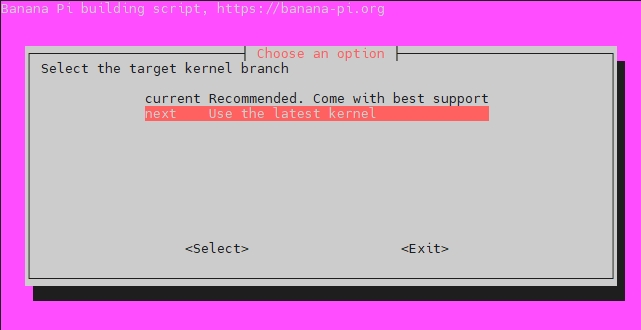 Banana Pi building script, https://banana-pi.org
Choose an option
Select the target kernel branch
current Recommended. Come with best support
next Use the latest kernel
<Select> <Exit>